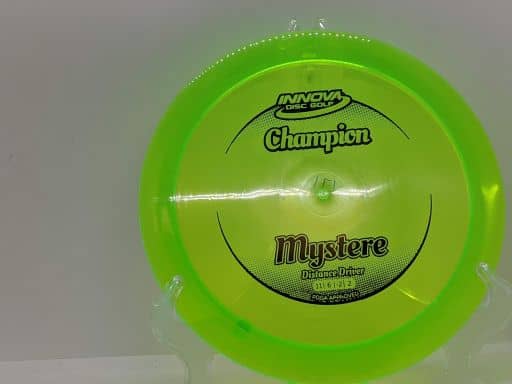 INNOVA
DISC GOLF
Champion
Mystere
Distance Driver
11 | 6 | -2 | 2
PDGA APPROVED